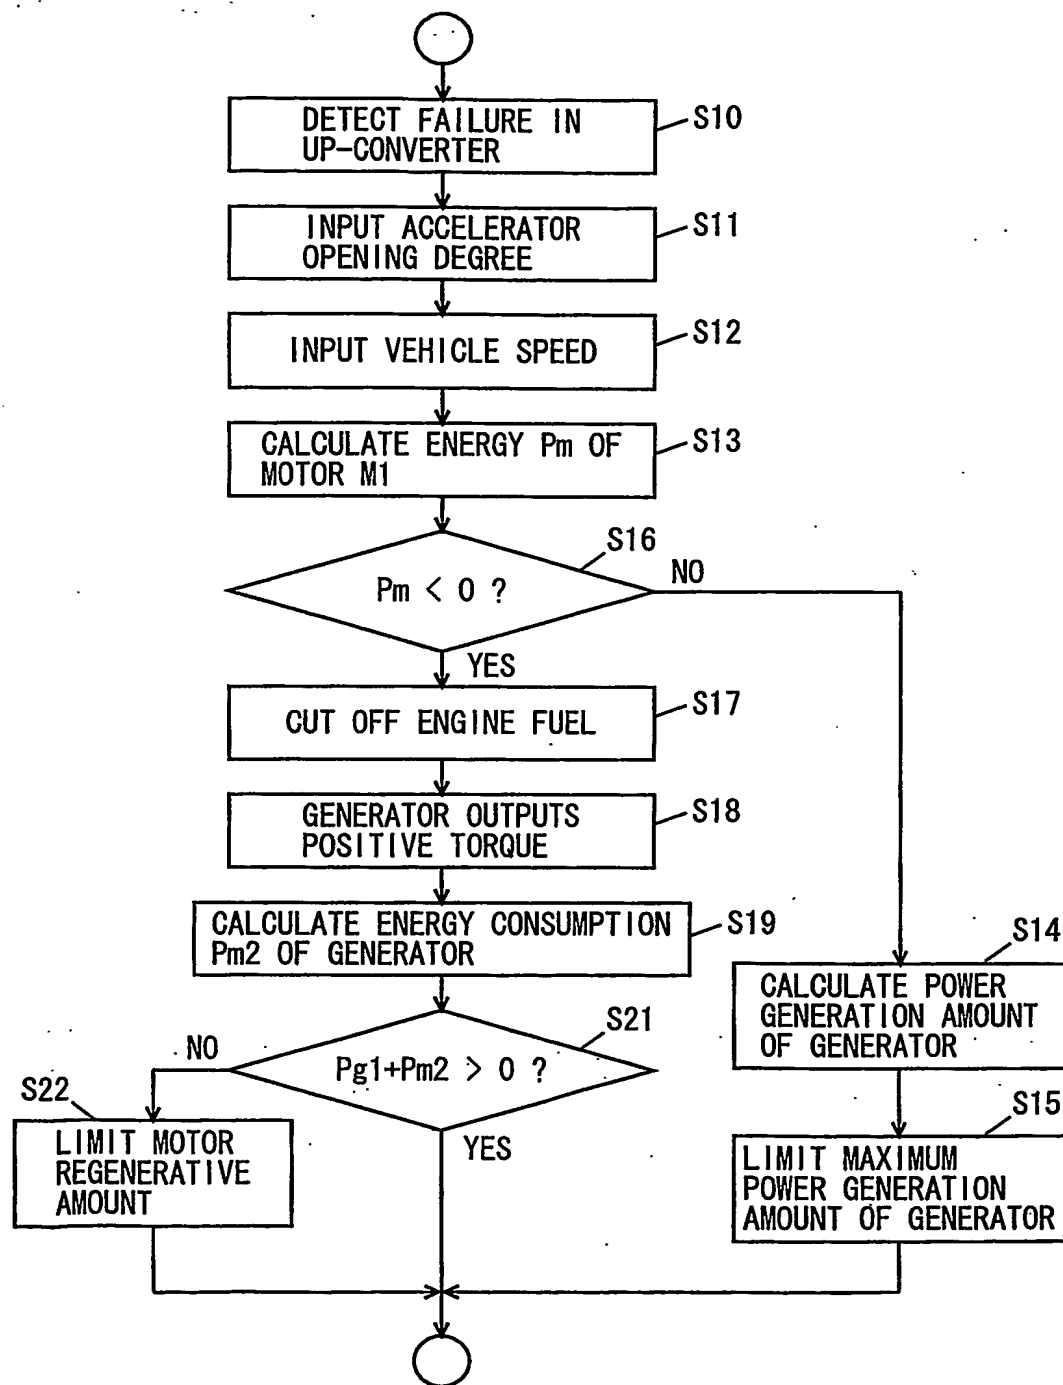 DETECT FAILURE IN
UP-CONVERTER
S10
INPUT ACCELERATOR
OPENING DEGREE
S11
INPUT VEHICLE SPEED
S12
CALCULATE ENERGY Pm OF
MOTOR M1
S13
S16
Pm < 0 ?
NO
YES
CUT OFF ENGINE FUEL
S17
GENERATOR OUTPUTS
POSITIVE TORQUE
S18
CALCULATE ENERGY CONSUMPTION
Pm2 OF GENERATOR
S19
S14
CALCULATE POWER
GENERATION AMOUNT
OF GENERATOR
S21
NO
Pg1+Pm2 > 0 ?
YES
S22
LIMIT MOTOR
REGENERATIVE
AMOUNT
S15
LIMIT MAXIMUM
POWER GENERATION
AMOUNT OF GENERATOR